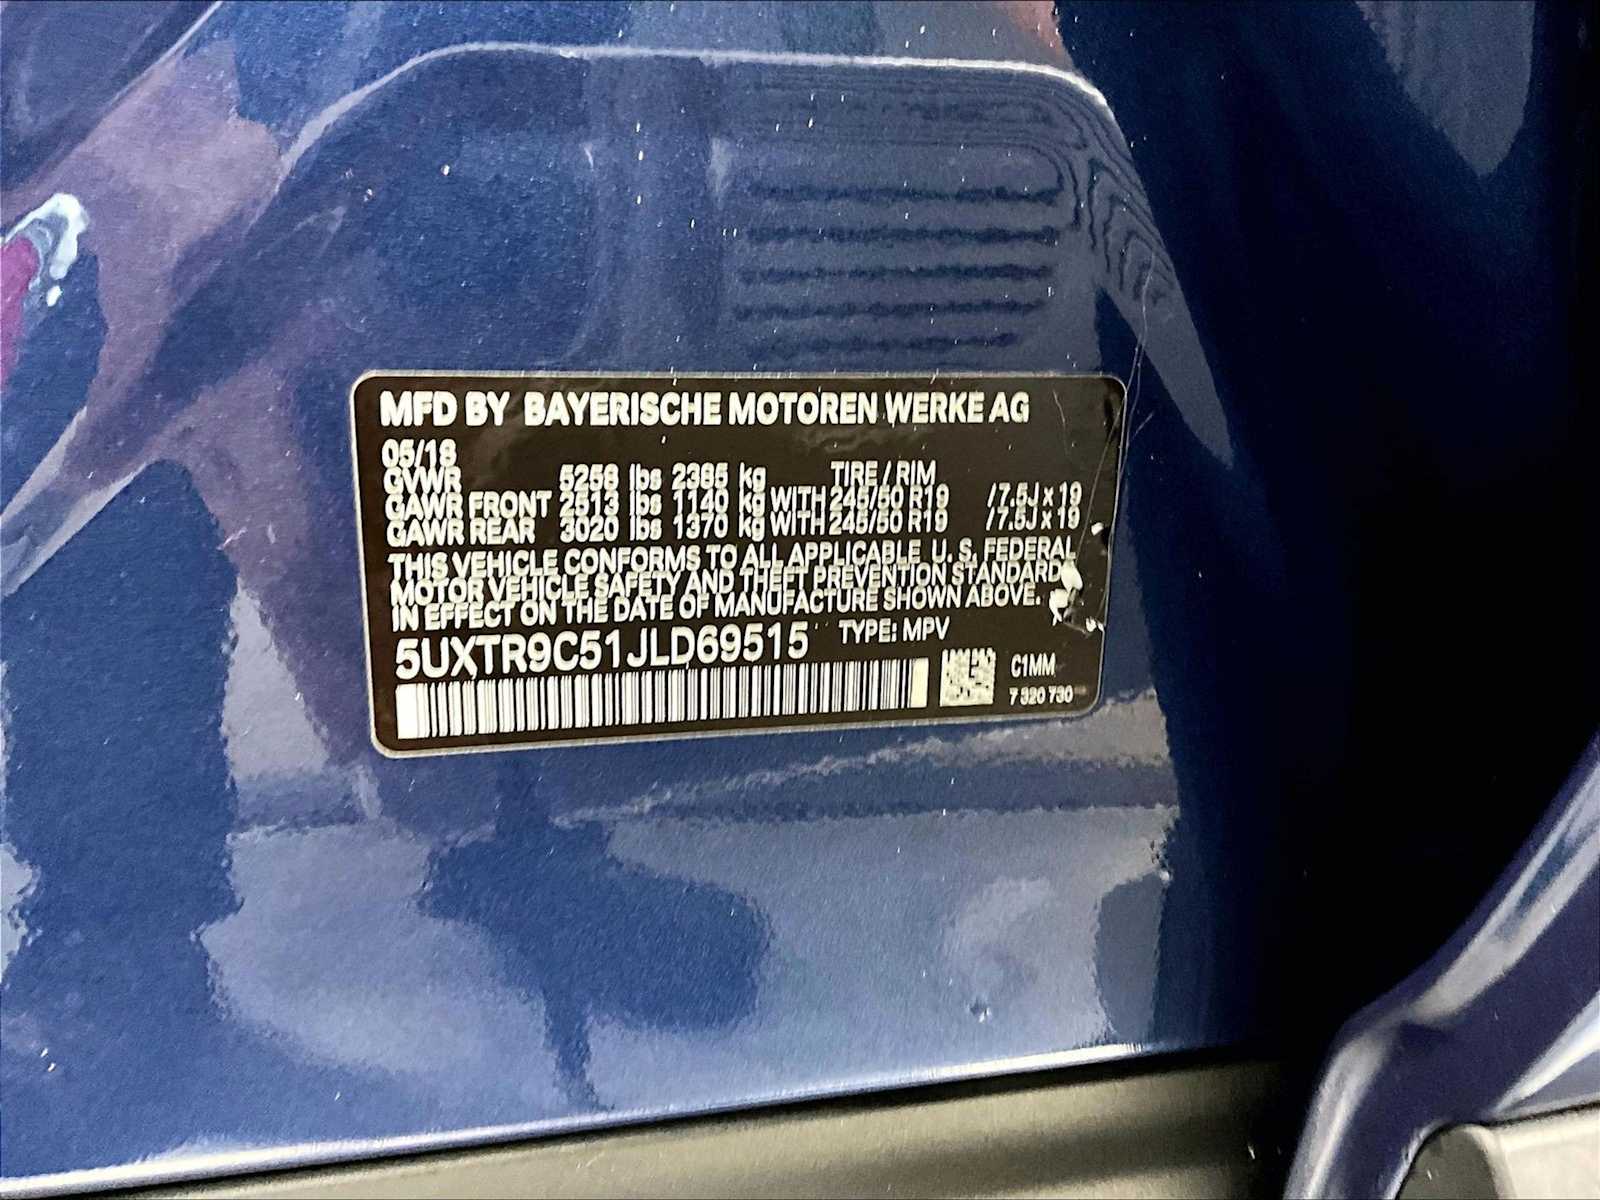 MFD BY BAYERISCHE MOTOREN WERKE AG
05/18
GVWR 5258 lbs 2385 kg TIRE / RIM
GAWR FRONT 2513 lbs 1140 kg WITH 245/50 R19 /7.5J x 19
GAWR REAR 3020 lbs 1370 kg WITH 245/50 R19 /7.5J x 19
THIS VEHICLE CONFORMS TO ALL APPLICABLE U. S. FEDERAL
MOTOR VEHICLE SAFETY AND THEFT PREVENTION STANDARDS
IN EFFECT ON THE DATE OF MANUFACTURE SHOWN ABOVE.
5UXTR9C51JLD69515 TYPE: MPV
C1MM
7 320 730